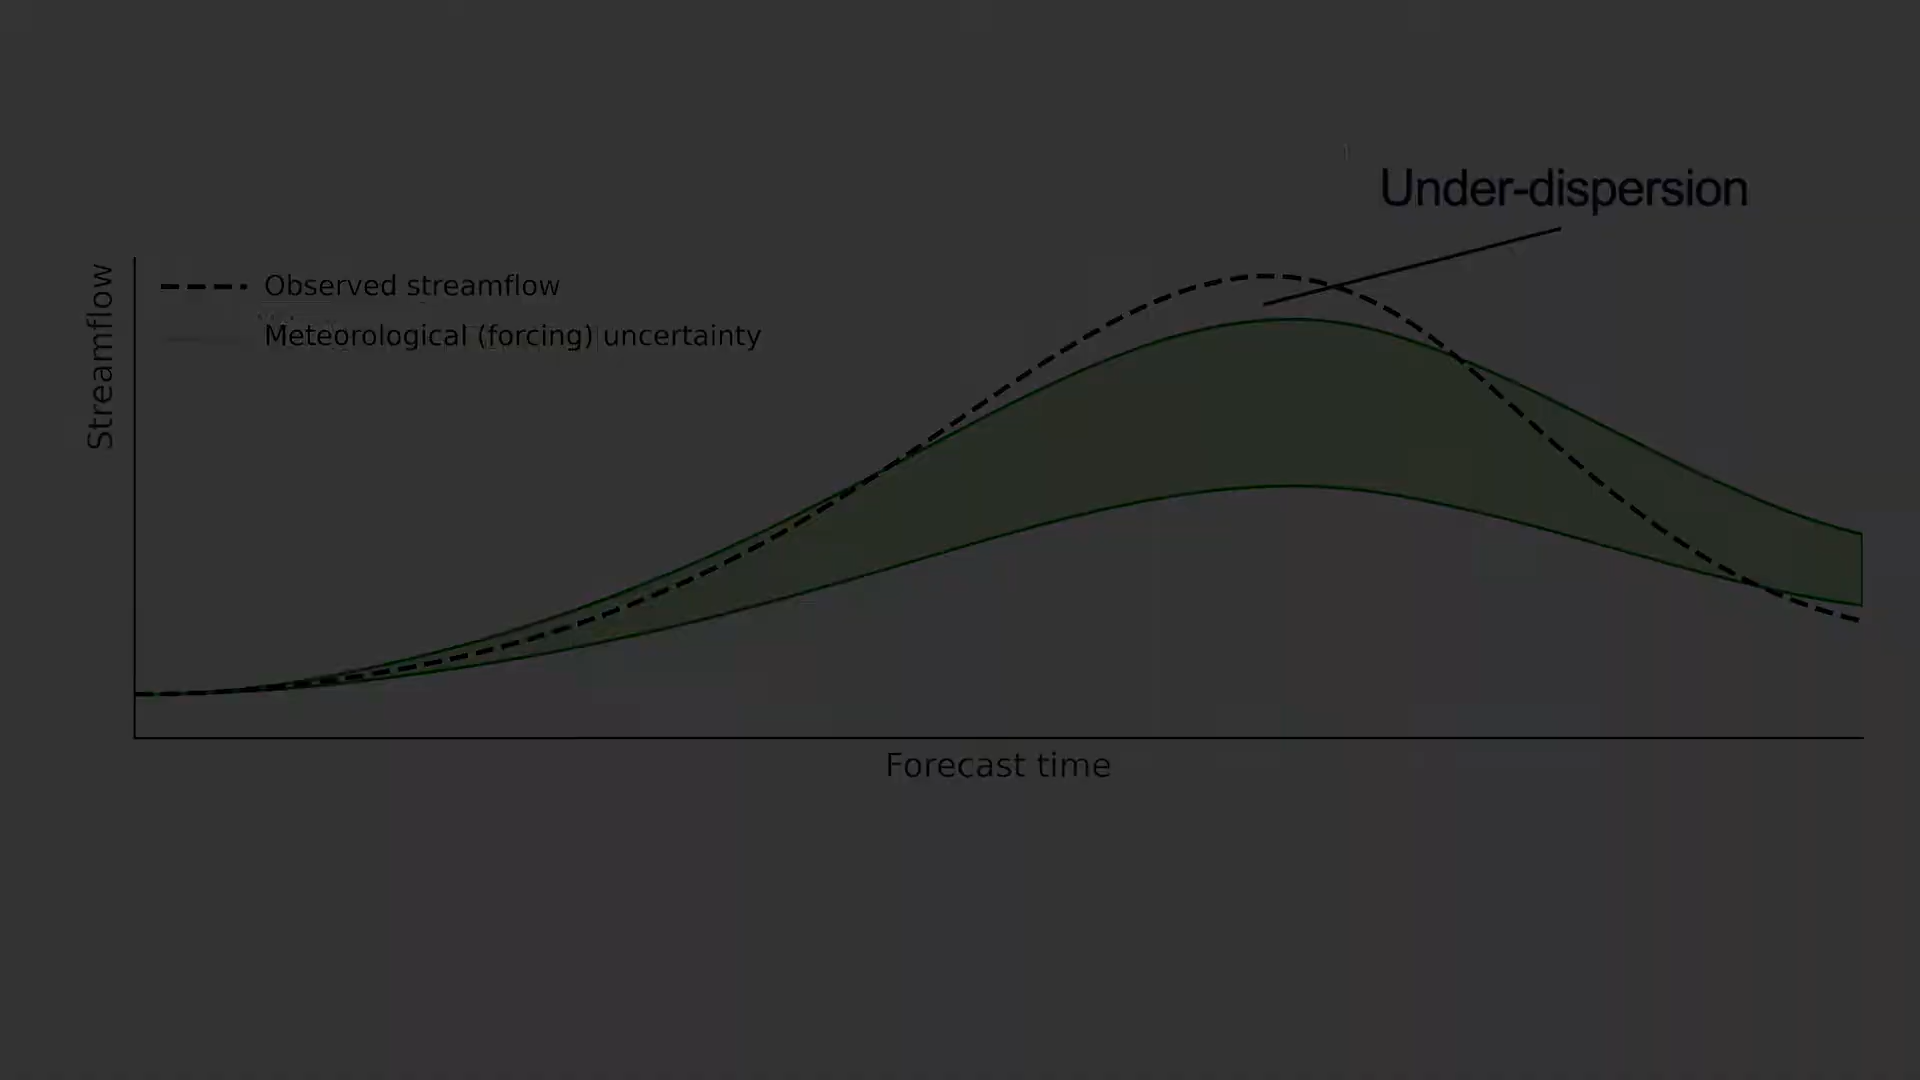 Under-dispersion
Observed streamflow
Meteorological (forcing) uncertainty
Streamflow
Forecast time